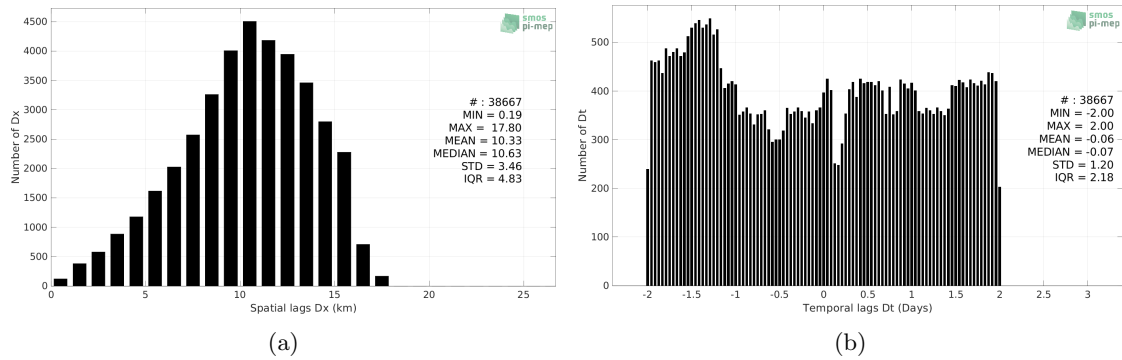 smos
pi-mep
4500
4000
3500
3000
2500
2000
1500
1000
500
0
Number of Dx
# : 38667
MIN = 0.19
MAX = 17.80
MEAN = 10.33
MEDIAN = 10.63
STD = 3.46
IQR = 4.83
0 5 10 15 20 25
Spatial lags Dx (km)
(a)
smos
pi-mep
500
400
300
200
100
0
Number of Dt
# : 38667
MIN = -2.00
MAX = 2.00
MEAN = -0.06
MEDIAN = -0.07
STD = 1.20
IQR = 2.18
-2 -1.5 -1 -0.5 0 0.5 1 1.5 2 2.5 3
Temporal lags Dt (Days)
(b)